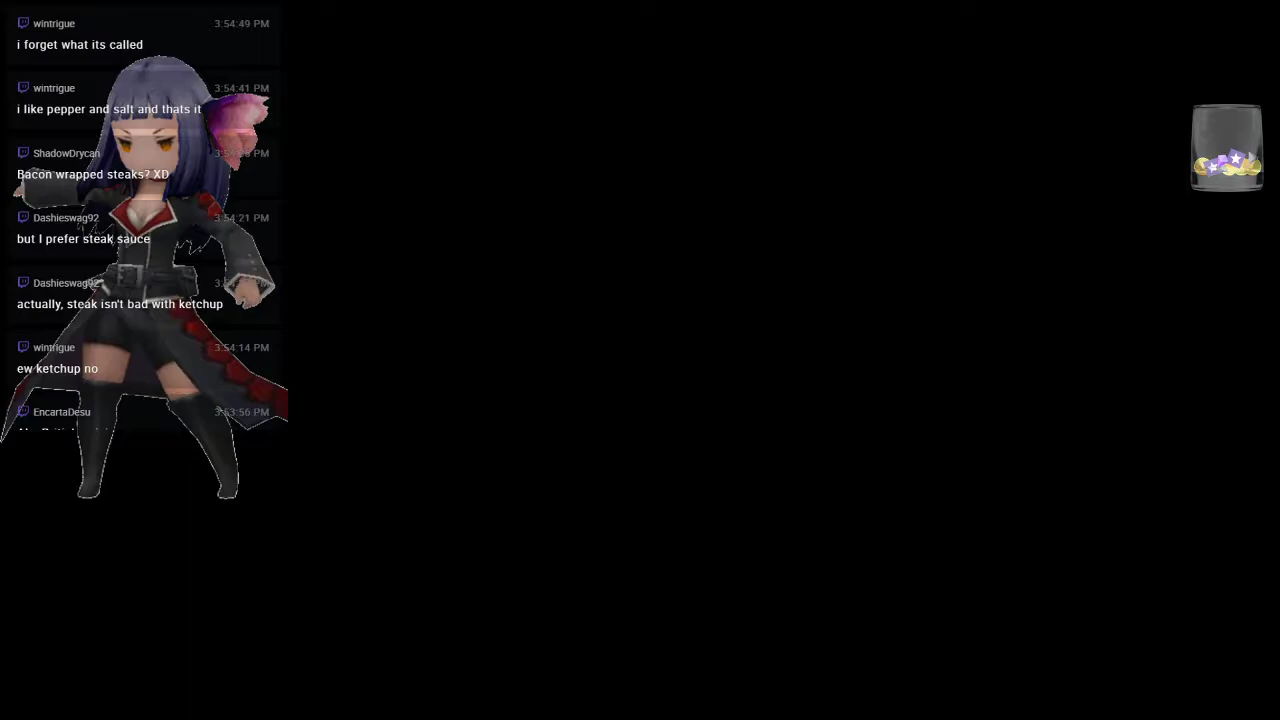 wintrigue 3:54:49 PM
i forget what its called
wintrigue 3:54:41 PM
i like pepper and salt and thats it
ShadowDrycan PM
Bacon wrapped steaks? XD
Dashieswag92 3:54:21 PM
but I prefer steak sauce
Dashieswag92 PM
actually, steak isn't bad with ketchup
wintrigue 3:54:14 PM
ew ketchup no
EncartaDesu 3:53:56 PM